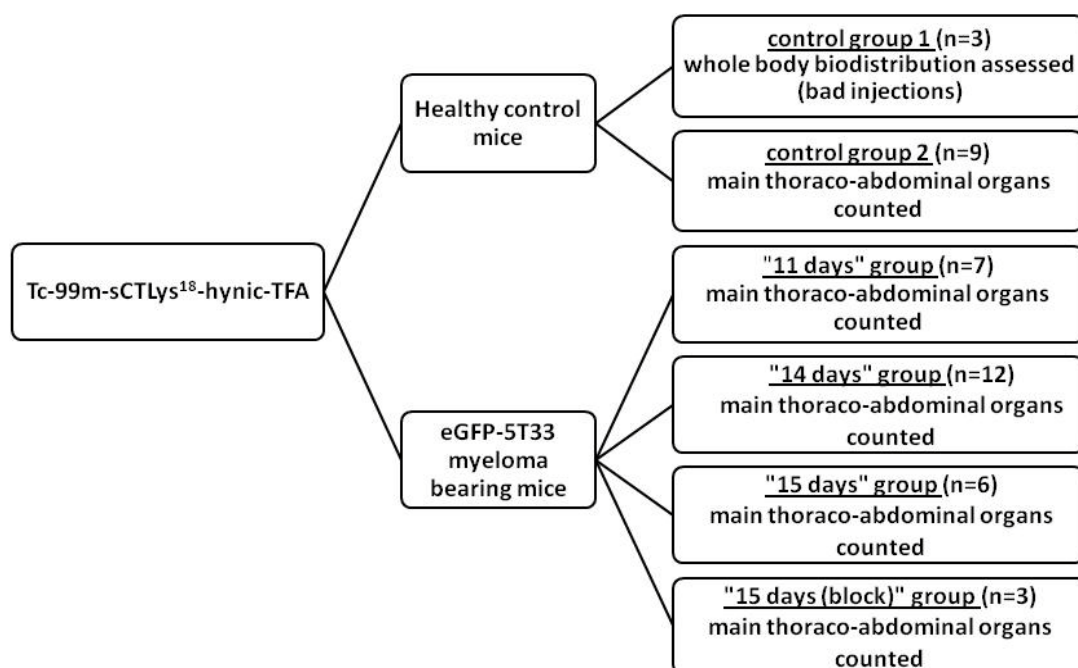 Tc-99m-sCTLys¹⁸-hynic-TFA
Healthy control
mice
control group 1 (n=3)
whole body biodistribution assessed
(bad injections)
control group 2 (n=9)
main thoraco-abdominal organs
counted
eGFP-5T33
myeloma
bearing mice
"11 days" group (n=7)
main thoraco-abdominal organs
counted
"14 days" group (n=12)
main thoraco-abdominal organs
counted
"15 days" group (n=6)
main thoraco-abdominal organs
counted
"15 days (block)" group (n=3)
main thoraco-abdominal organs
counted